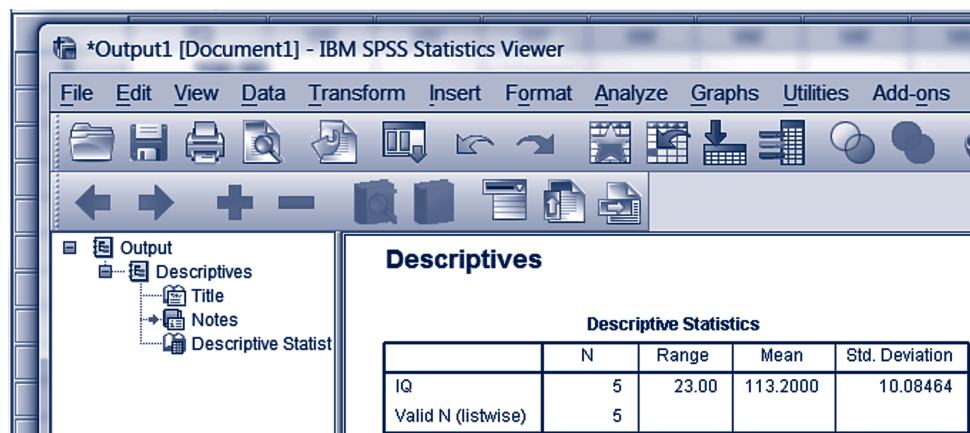 *Output1 [Document1] - IBM SPSS Statistics Viewer
File Edit View Data Transform Insert Format Analyze Graphs Utilities Add-ons
Output
Descriptives
Title
Notes
Descriptive Statist
Descriptives
Descriptive Statistics
N Range Mean Std. Deviation
IQ 5 23.00 113.2000 10.08464
Valid N (listwise) 5